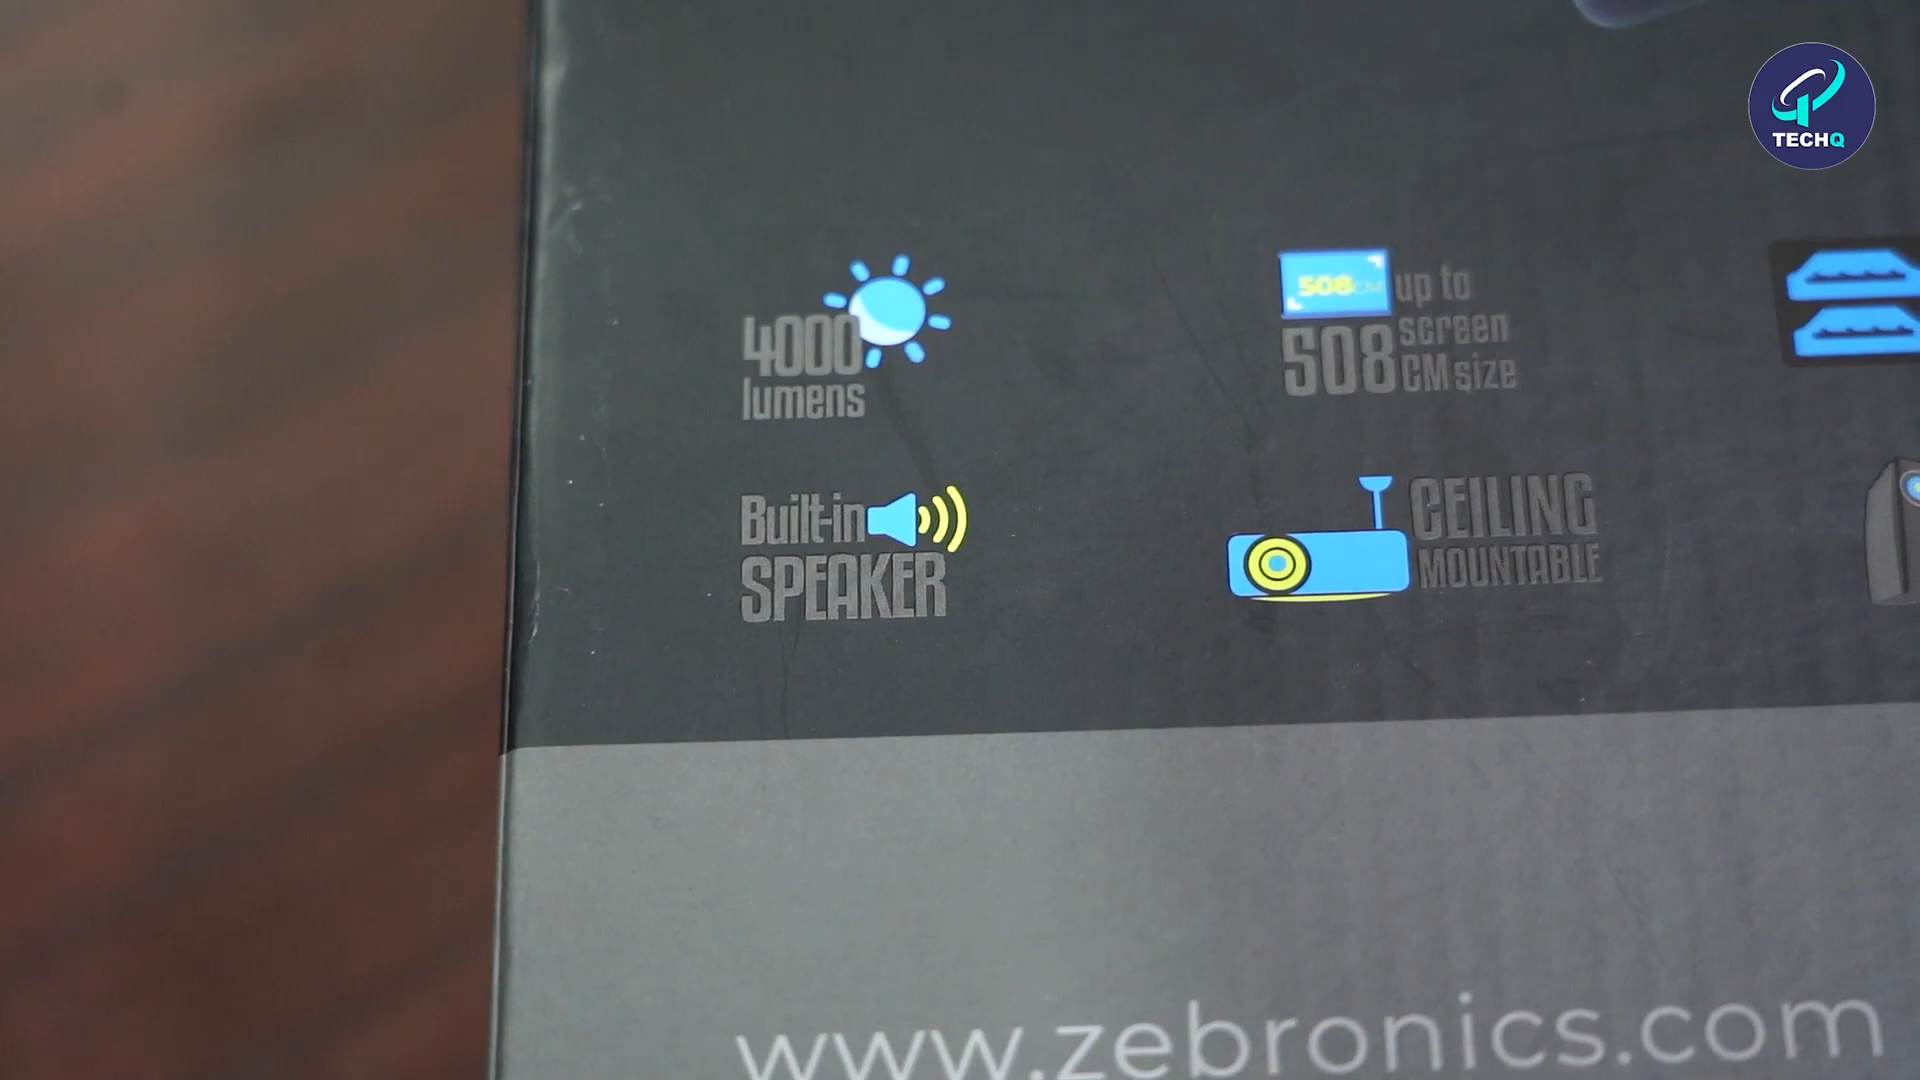 TECHQ
4000
lumens
508CM
up to
screen
508 CM size
Built-in
SPEAKER
CEILING
MOUNTABLE
www.zebronics.com